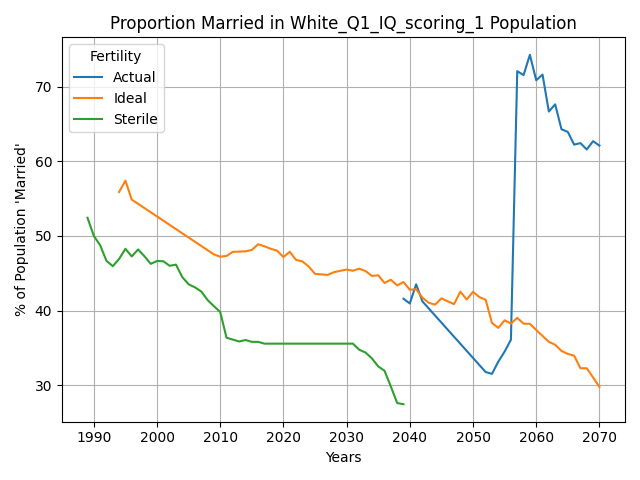 Proportion Married in White_Q1_IQ_scoring_1 Population
Fertility
Actual
Ideal
Sterile
% of Population 'Married'
70
60
50
40
30
1990 2000 2010 2020 2030 2040 2050 2060 2070
Years